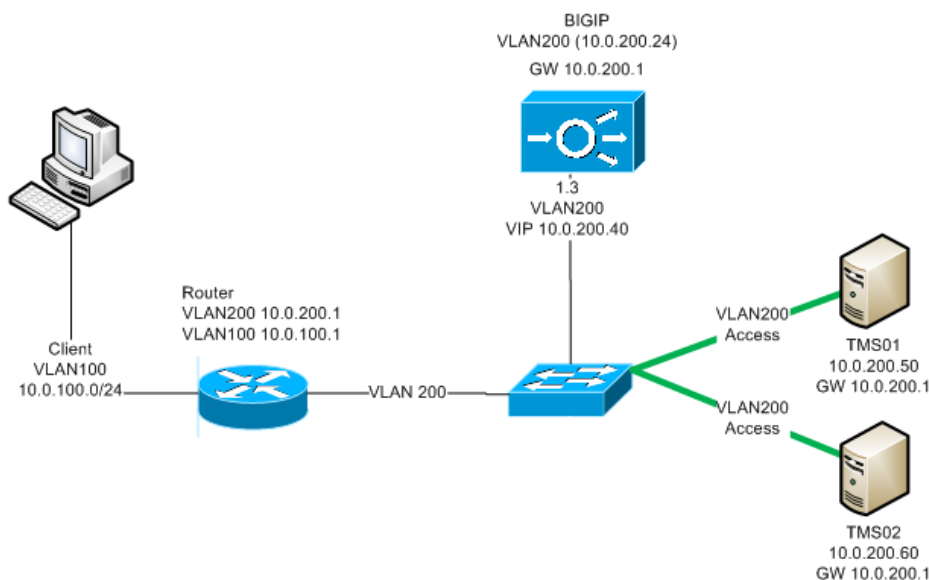 BIGIP
VLAN200 (10.0.200.24)
GW 10.0.200.1
1.3
VLAN200
VIP 10.0.200.40
Router
VLAN200 10.0.200.1
VLAN100 10.0.100.1
Client
VLAN100
10.0.100.0/24
VLAN 200
VLAN200
Access
TMS01
10.0.200.50
GW 10.0.200.1
VLAN200
Access
TMS02
10.0.200.60
GW 10.0.200.1